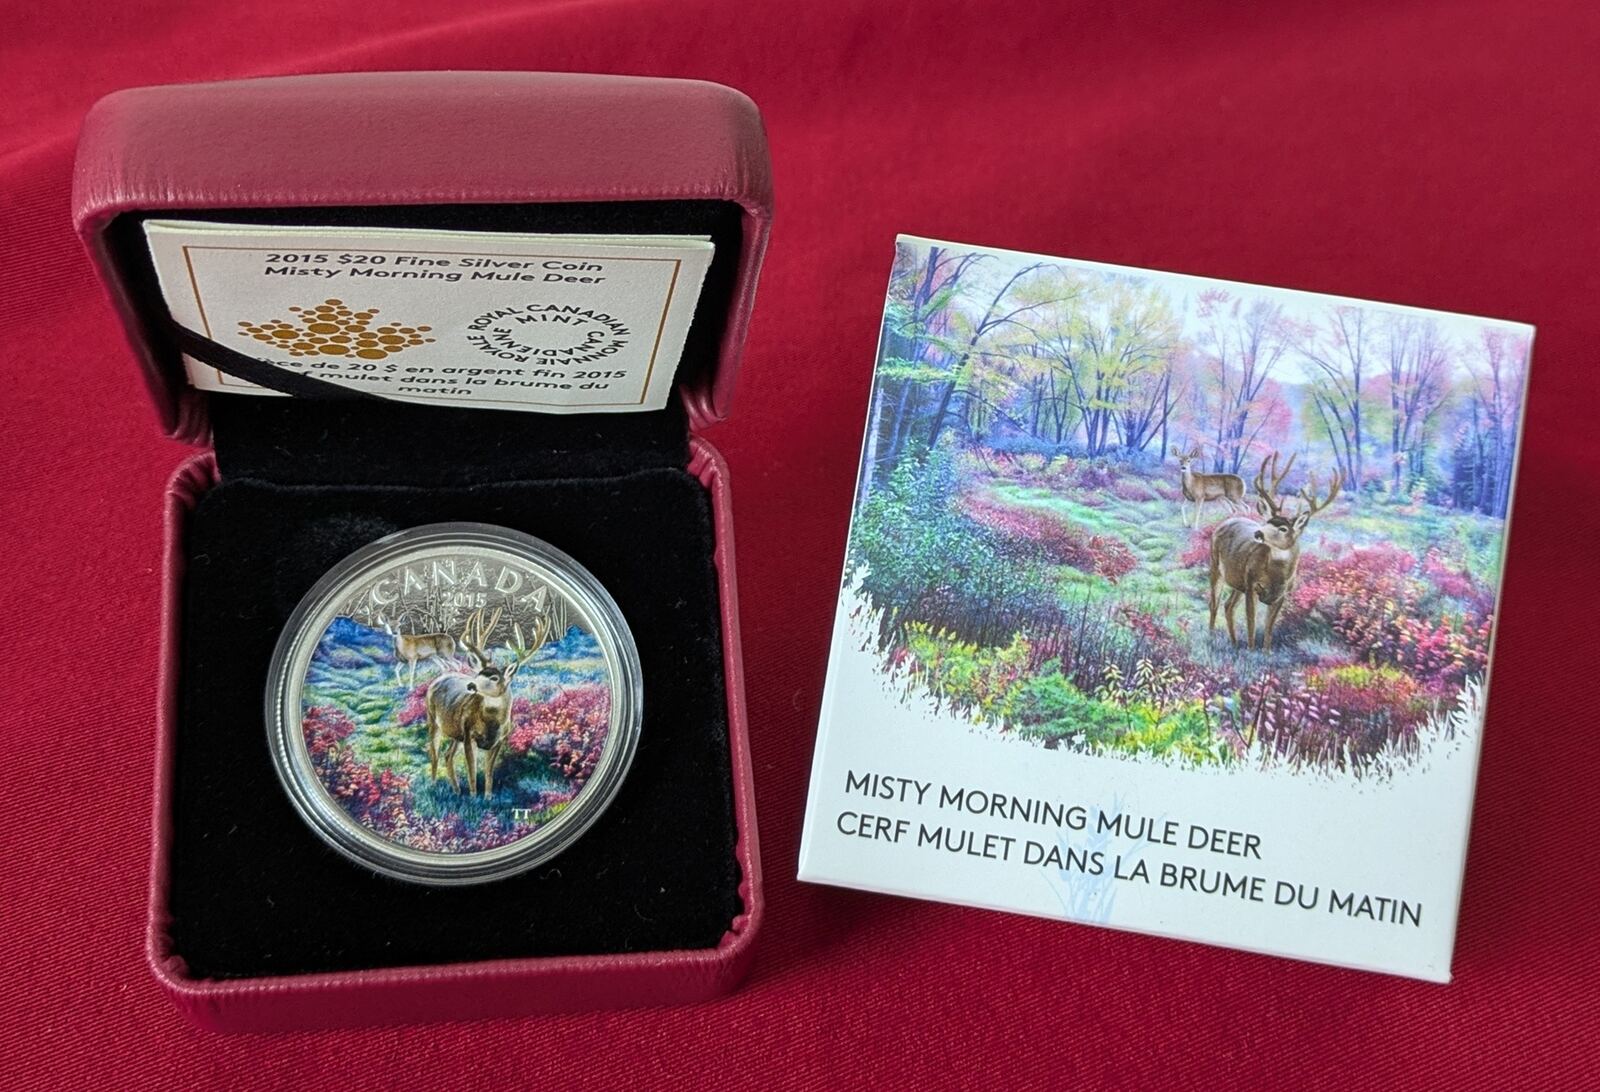 2015 $20 Fine Silver Coin
Misty Morning Mule Deer
ROYAL CANADIAN MINT
MONNAIE ROYALE CANADIENNE
de 20 $ en argent fin 2015
mulet dans la brume du
matin
CANADA
2015
TT
MISTY MORNING MULE DEER
CERF MULET DANS LA BRUME DU MATIN